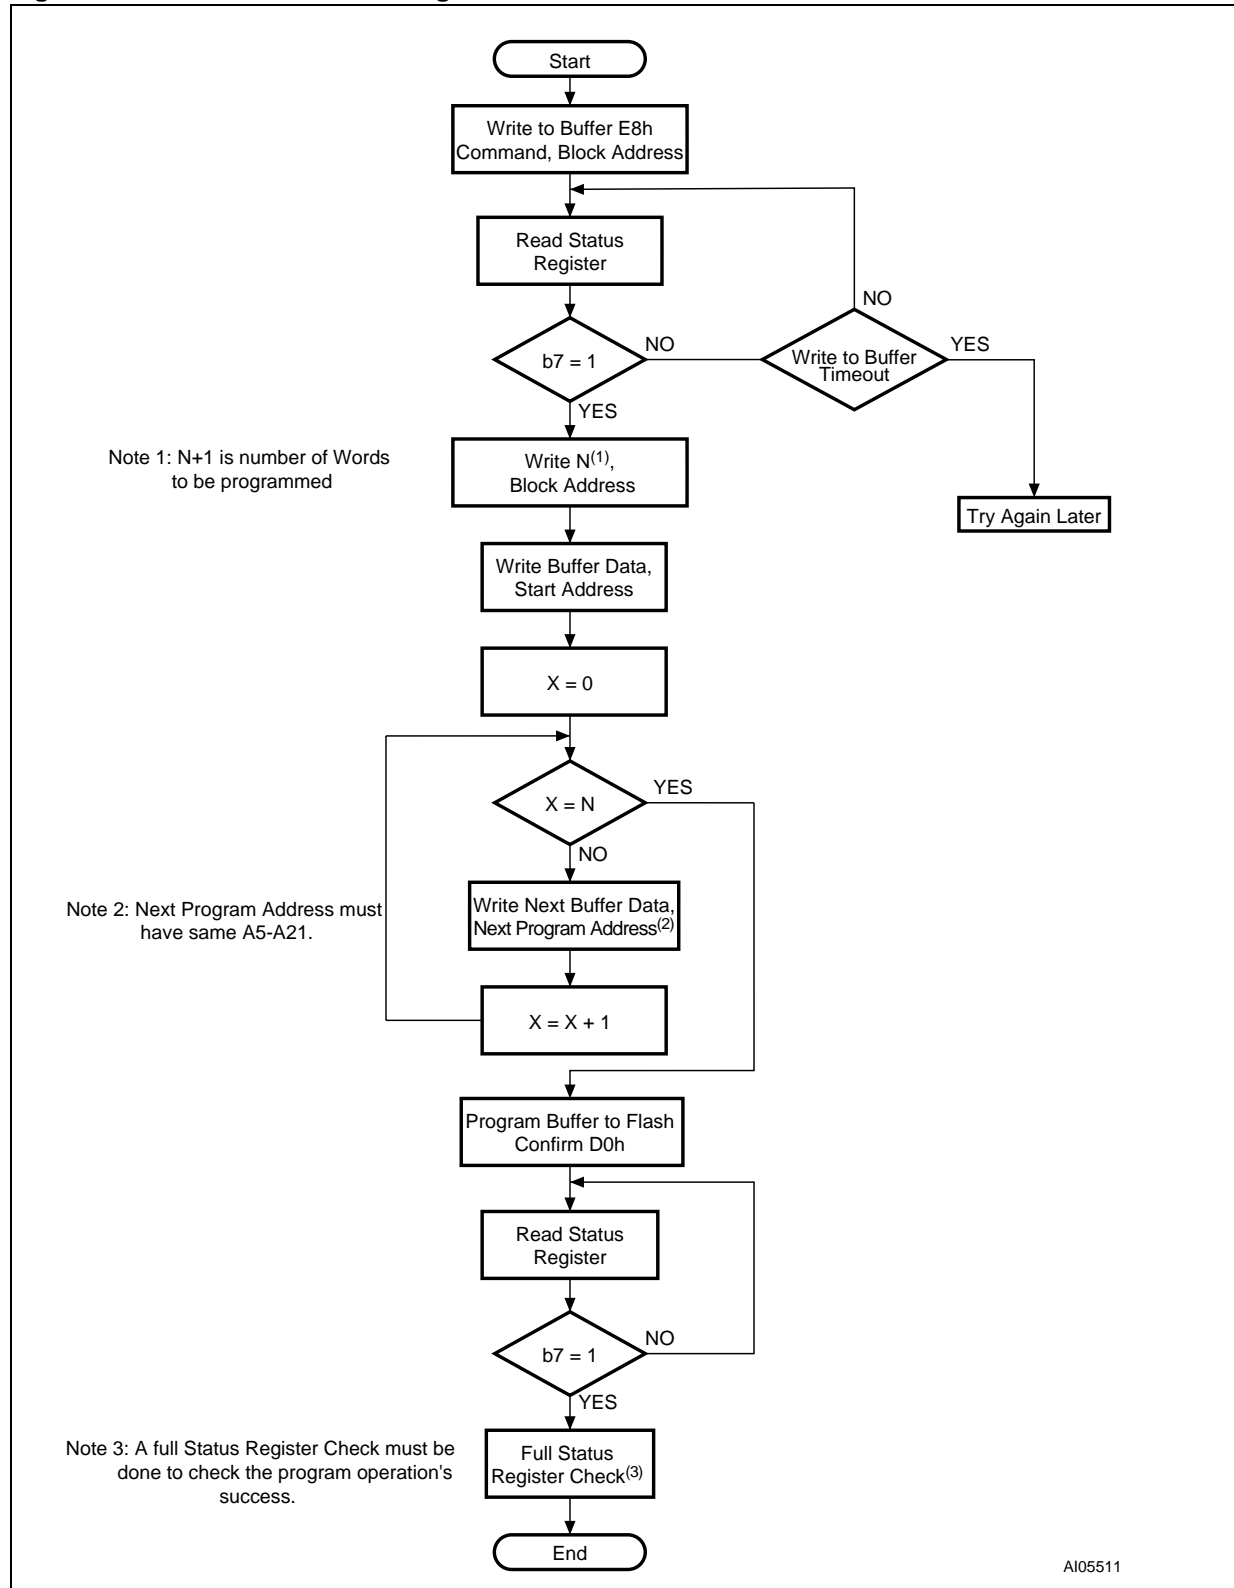 Start
Write to Buffer E8h
Command, Block Address
Read Status
Register
NO
b7 = 1
NO
Write to Buffer
Timeout
YES
YES
Note 1: N+1 is number of Words
to be programmed
Write N(1),
Block Address
Try Again Later
Write Buffer Data,
Start Address
X = 0
X = N
YES
NO
Note 2: Next Program Address must
have same A5-A21.
Write Next Buffer Data,
Next Program Address(2)
X = X + 1
Program Buffer to Flash
Confirm D0h
Read Status
Register
b7 = 1
NO
YES
Note 3: A full Status Register Check must be
done to check the program operation's
success.
Full Status
Register Check(3)
End
AI05511